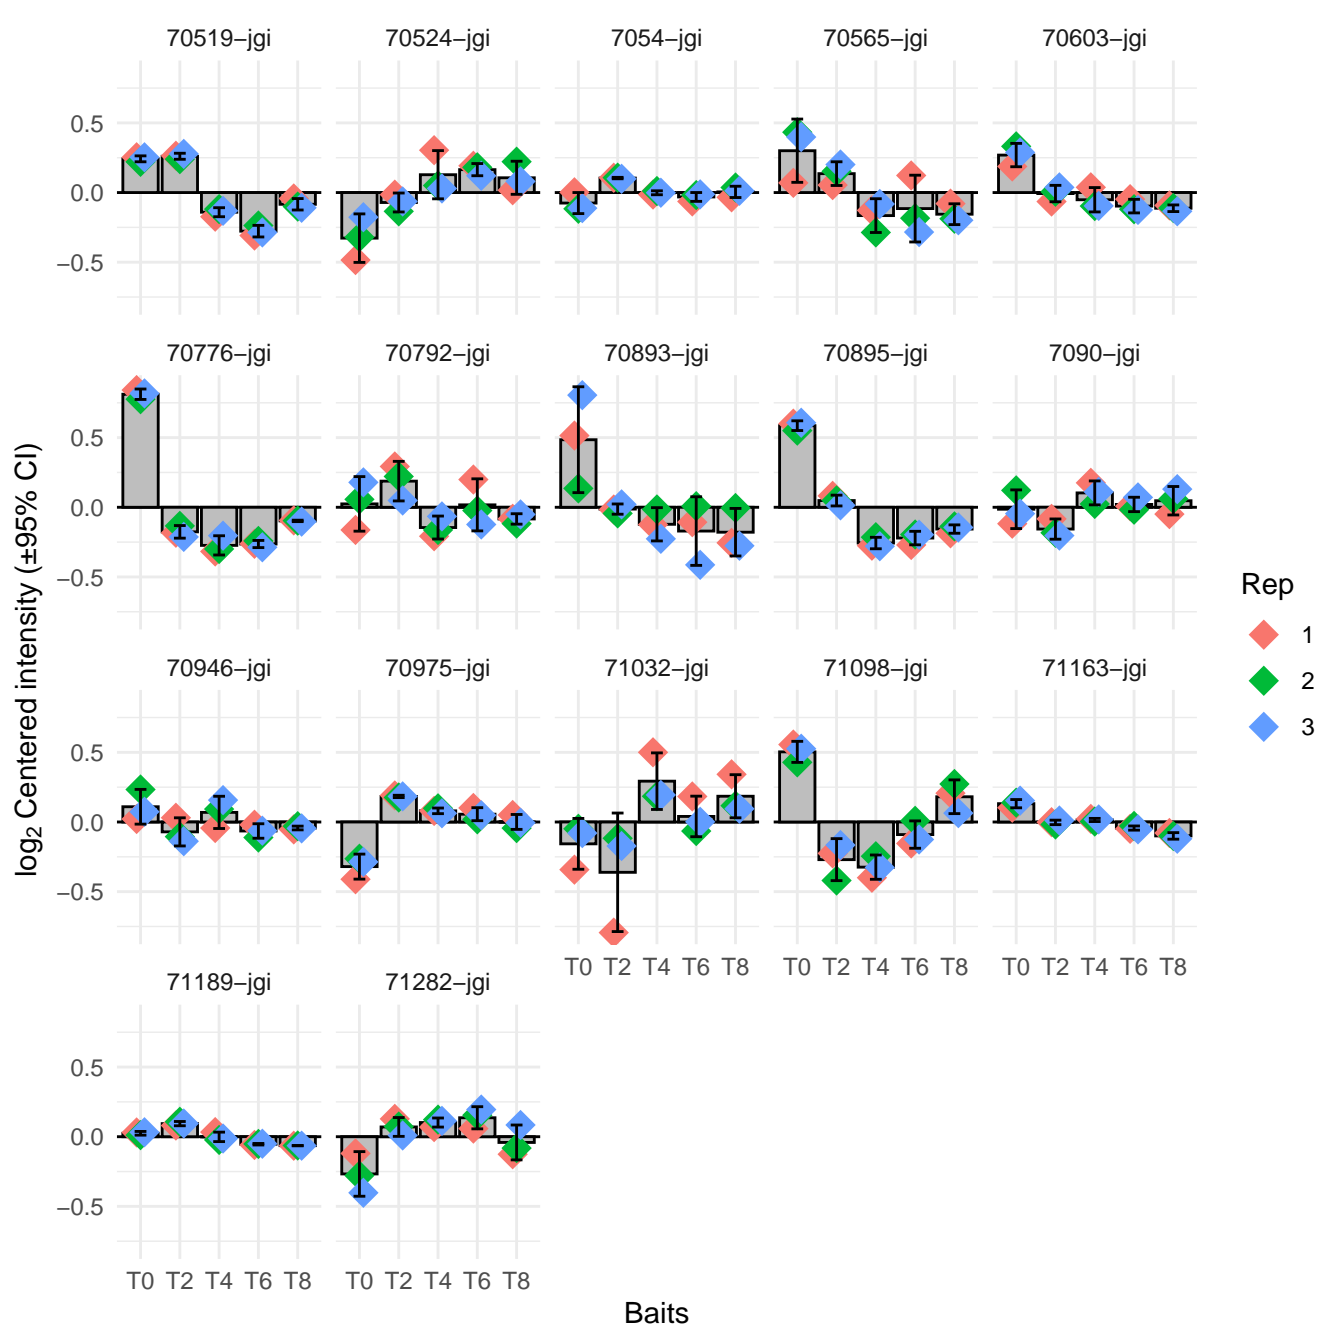 70519–jgi 70524–jgi 7054–jgi 70565–jgi 70603–jgi
0.5
0.0
−0.5
70776–jgi 70792–jgi 70893–jgi 70895–jgi 7090–jgi
0.5
0.0
−0.5
70946–jgi 70975–jgi 71032–jgi 71098–jgi 71163–jgi
0.5
0.0
−0.5
T0 T2 T4 T6 T8 T0 T2 T4 T6 T8 T0 T2 T4 T6 T8
71189–jgi 71282–jgi
0.5
0.0
−0.5
T0 T2 T4 T6 T8 T0 T2 T4 T6 T8
Baits
log₂ Centered intensity (±95% CI)
Rep
1
2
3